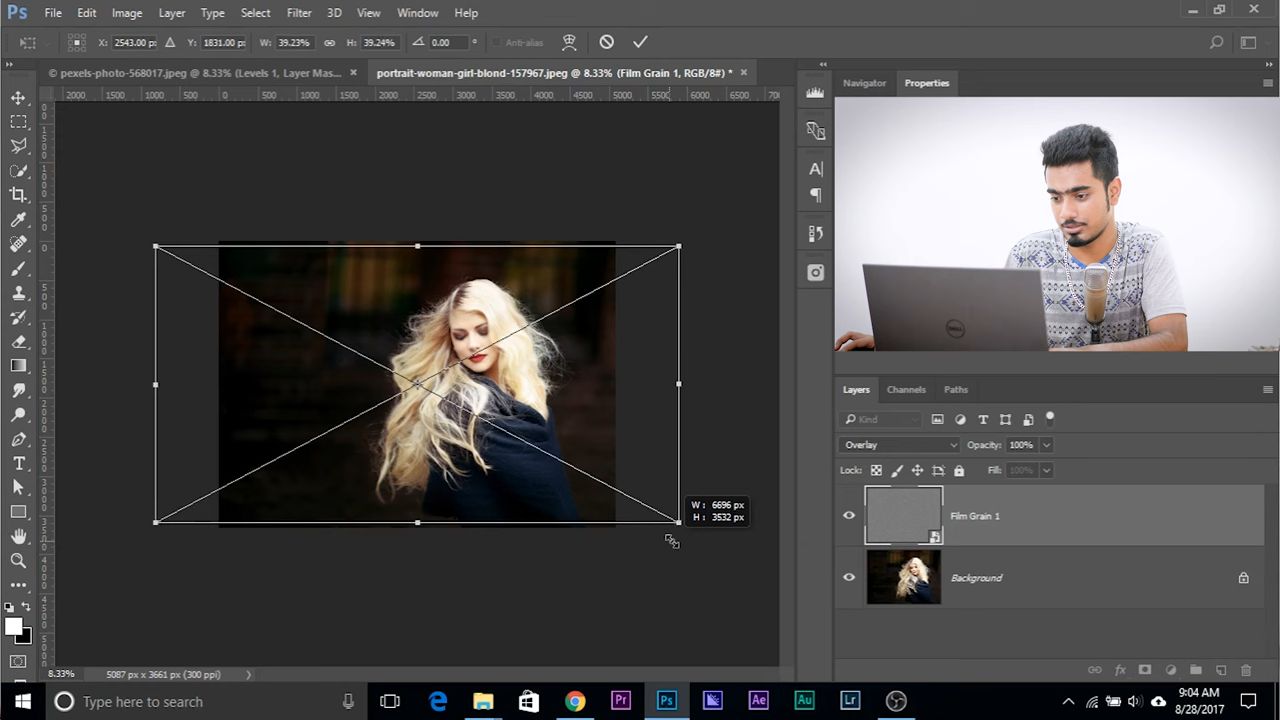 Ps File Edit Image Layer Type Select Filter 3D View Window Help
X: 2543.00 px Y: 1831.00 px W: 39.23% H: 39.24% 0.00 Anti-alias
© pexels-photo-568017.jpeg @ 8.33% (Levels 1, Layer Mas... × portrait-woman-girl-blond-157967.jpeg @ 8.33% (Film Grain 1, RGB/8#) * ×
2000 1500 1000 500 0 500 1000 1500 2000 2500 3000 3500 4000 4500 5000 5500 6000 6500
Navigator Properties
W: 6696 px
H: 3532 px
Layers Channels Paths
Kind
Overlay Opacity: 100%
Lock: Fill: 100%
Film Grain 1
Background
8.33% 5087 px x 3661 px (300 ppi)
Type here to search Pr Ps Ae Au Lr
9:04 AM
8/28/2017